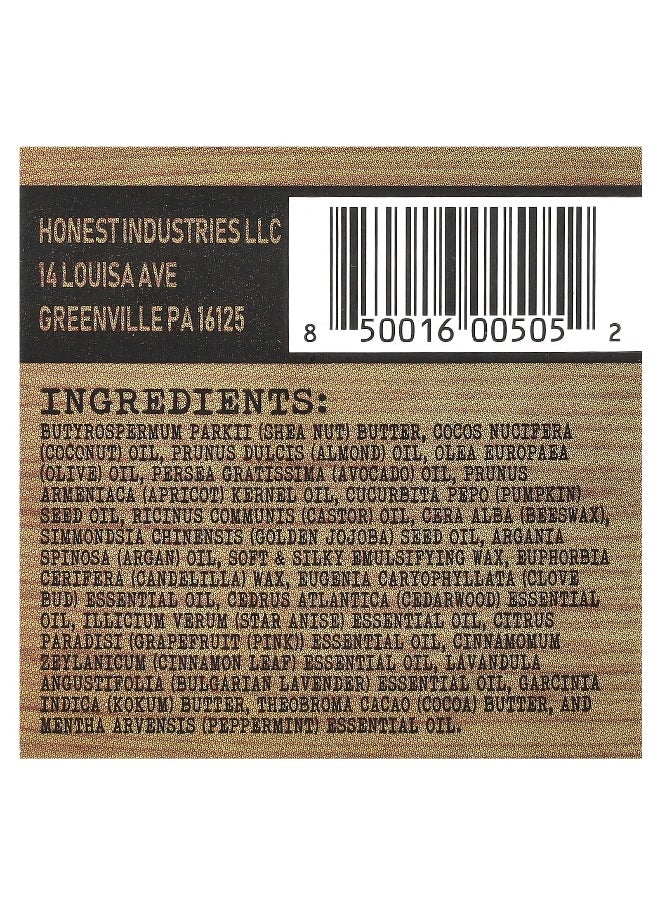 HONEST INDUSTRIES LLC
14 LOUISA AVE
GREENVILLE PA 16125
8 50016 00505 2
INGREDIENTS:
BUTYROSPERMUM PARKII (SHEA NUT) BUTTER, COCOS NUCIFERA
(COCONUT) OIL, PRUNUS DULCIS (ALMOND) OIL, OLEA EUROPAEA
(OLIVE) OIL, PERSEA GRATISSIMA (AVOCADO) OIL, PRUNUS
ARMENIACA (APRICOT) KERNEL OIL, CUCURBITA PEPO (PUMPKIN)
SEED OIL, RICINUS COMMUNIS (CASTOR) OIL, CERA ALBA (BEESWAX),
SIMMONDSIA CHINENSIS (GOLDEN JOJOBA) SEED OIL, ARGANIA
SPINOSA (ARGAN) OIL, SOFT & SILKY EMULSIFYING WAX, EUPHORBIA
CERIFERA (CANDELILLA) WAX, EUGENIA CARYOPHYLLATA (CLOVE
BUD) ESSENTIAL OIL, CEDRUS ATLANTICA (CEDARWOOD) ESSENTIAL
OIL, ILLICIUM VERUM (STAR ANISE) ESSENTIAL OIL, CITRUS
PARADISI (GRAPEFRUIT (PINK)) ESSENTIAL OIL, CINNAMOMUM
ZEYLANICUM (CINNAMON LEAF) ESSENTIAL OIL, LAVANDULA
ANGUSTIFOLIA (BULGARIAN LAVENDER) ESSENTIAL OIL, GARCINIA
INDICA (KOKUM) BUTTER, THEOBROMA CACAO (COCOA) BUTTER, AND
MENTHA ARVENSIS (PEPPERMINT) ESSENTIAL OIL.